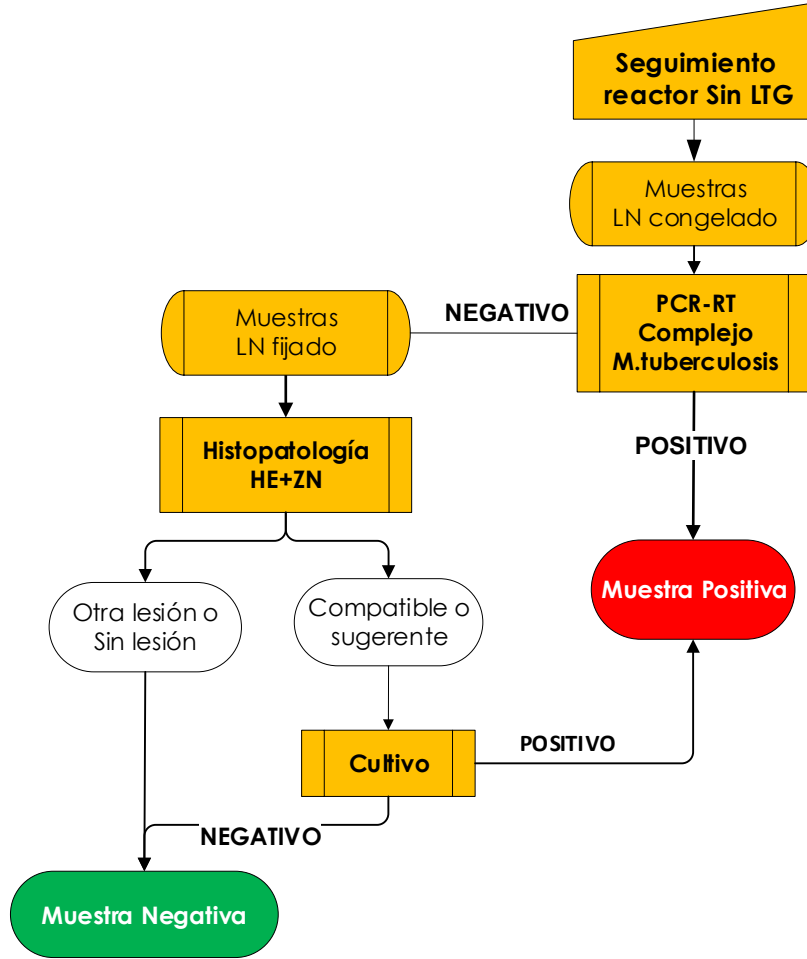 Seguimiento
reactor Sin LTG
Muestras
LN congelado
PCR-RT
Complejo
M.tuberculosis
NEGATIVO
Muestras
LN fijado
Histopatología
HE+ZN
POSITIVO
Otra lesión o
Sin lesión
Compatible o
sugerente
Muestra Positiva
Cultivo
POSITIVO
NEGATIVO
Muestra Negativa